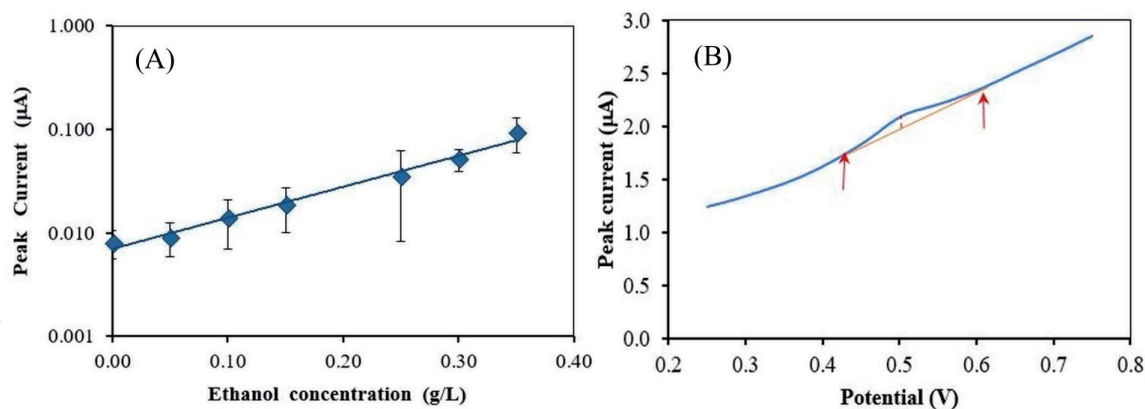 (A)
Peak Current (µA)
1.000
0.100
0.010
0.001
0.00 0.10 0.20 0.30 0.40
Ethanol concentration (g/L)
(B)
Peak current (µA)
3.0
2.5
2.0
1.5
1.0
0.5
0.0
0.2 0.3 0.4 0.5 0.6 0.7 0.8
Potential (V)